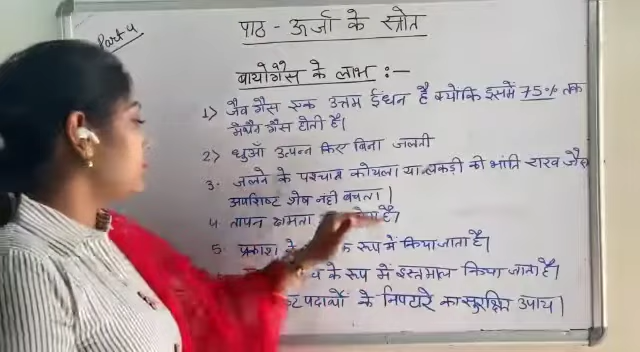 Part 4
पाठ - ऊर्जा के स्रोत
बायोगैस के लाभ :-
1> जैव गैस एक उत्तम ईंधन है क्योंकि इसमें 75% तक
मेथैन गैस होती है।
2> धुआँ उत्पन्न किए बिना जलती
3. जलने के पश्चात कोयला या लकड़ी की भांति राख जैसा
अपशिष्ट शेष नही बचता।
4 तापन क्षमता है।
5. प्रकाश के रूप में किया जाता है।
के रूप में इस्तमाल किया जाता है।
पदार्थो के निपटारे का सुरक्षित उपाय।